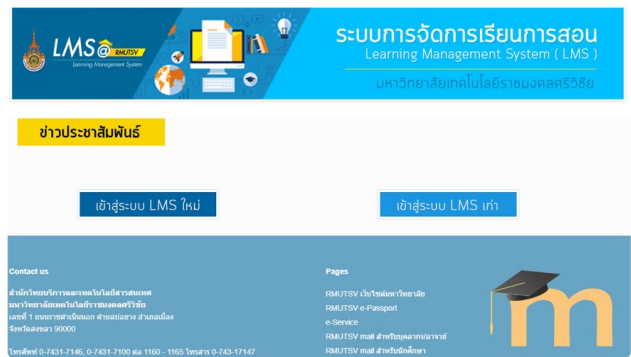 LMS@RMUTSV
Learning Management System
ระบบการจัดการเรียนการสอน
Learning Management System ( LMS )
มหาวิทยาลัยเทคโนโลยีราชมงคลศรีวิชัย
ข่าวประชาสัมพันธ์
เข้าสู่ระบบ LMS ใหม่
เข้าสู่ระบบ LMS เก่า
Contact us
สำนักวิทยบริการและเทคโนโลยีสารสนเทศ
มหาวิทยาลัยเทคโนโลยีราชมงคลศรีวิชัย
เลขที่ 1 ถนนราชดำเนินนอก ตำบลบ่อยาง อำเภอเมือง
จังหวัดสงขลา 90000
โทรศัพท์ 0-7431-7146, 0-7431-7100 ต่อ 1160 - 1165 โทรสาร 0-743-17147
Pages
RMUTSV เว็บไซต์มหาวิทยาลัย
RMUTSV e-Passport
e-Service
RMUTSV mail สำหรับบุคลากร/อาจารย์
RMUTSV mail สำหรับนักศึกษา
m